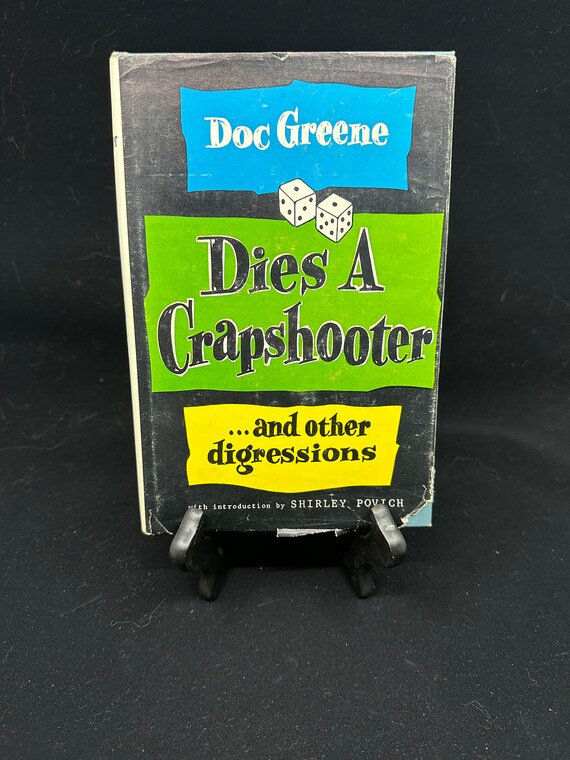 Doc Greene
Dies A
Crapshooter
...and other
digressions
with introduction by SHIRLEY POVICH